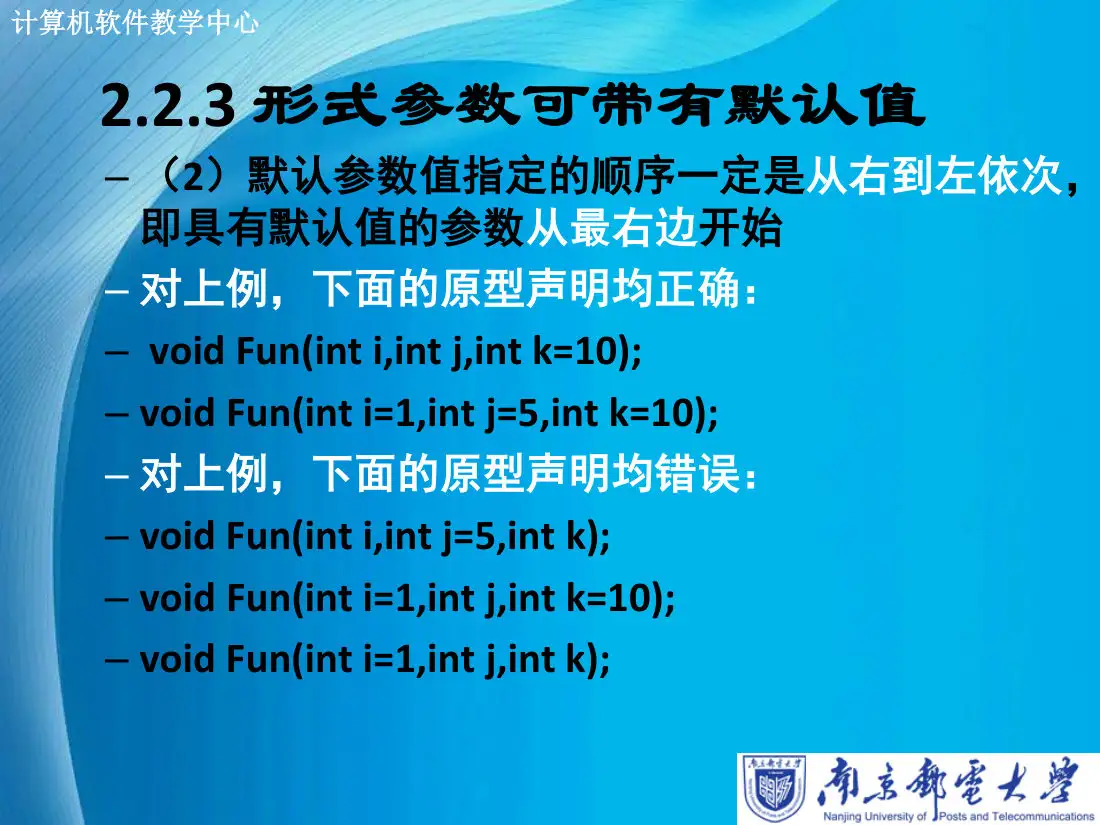 计算机软件教学中心
2.2.3 形式参数可带有默认值
– （2）默认参数值指定的顺序一定是从右到左依次，
即具有默认值的参数从最右边开始
– 对上例，下面的原型声明均正确：
– void Fun(int i,int j,int k=10);
– void Fun(int i=1,int j=5,int k=10);
– 对上例，下面的原型声明均错误：
– void Fun(int i,int j=5,int k);
– void Fun(int i=1,int j,int k=10);
– void Fun(int i=1,int j,int k);
南京郵電大學
Nanjing University of Posts and Telecommunications